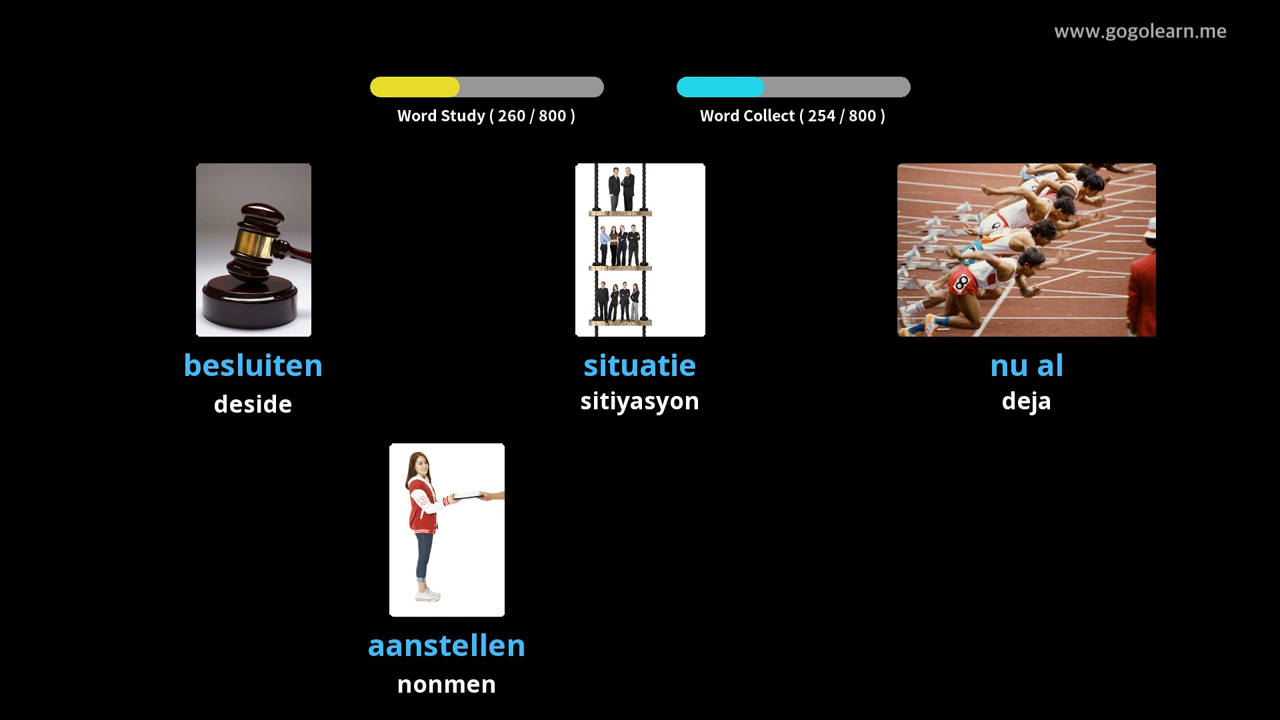 www.gogolearn.me
Word Study ( 260 / 800 )
Word Collect ( 254 / 800 )
besluiten
deside
situatie
sitiyasyon
nu al
deja
aanstellen
nonmen